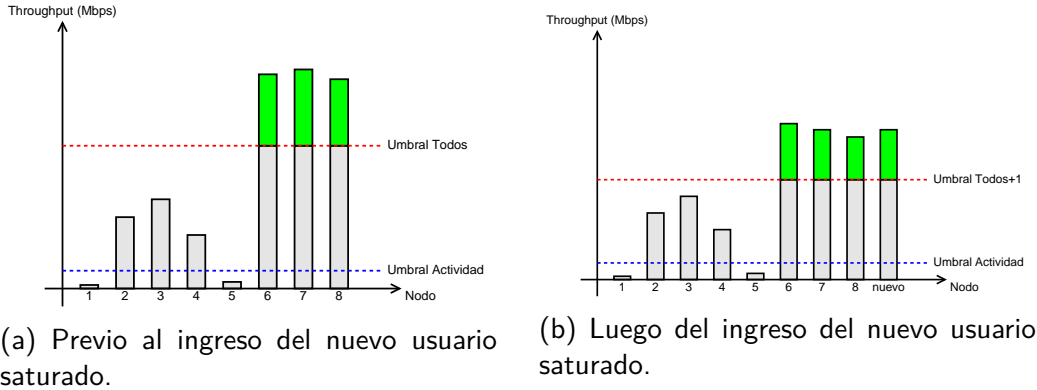 Throughput (Mbps)
Umbral Todos
Umbral Actividad
1 2 3 4 5 6 7 8 Nodo
(a) Previo al ingreso del nuevo usuario
saturado.
Throughput (Mbps)
Umbral Todos+1
Umbral Actividad
1 2 3 4 5 6 7 8 nuevo Nodo
(b) Luego del ingreso del nuevo usuario
saturado.